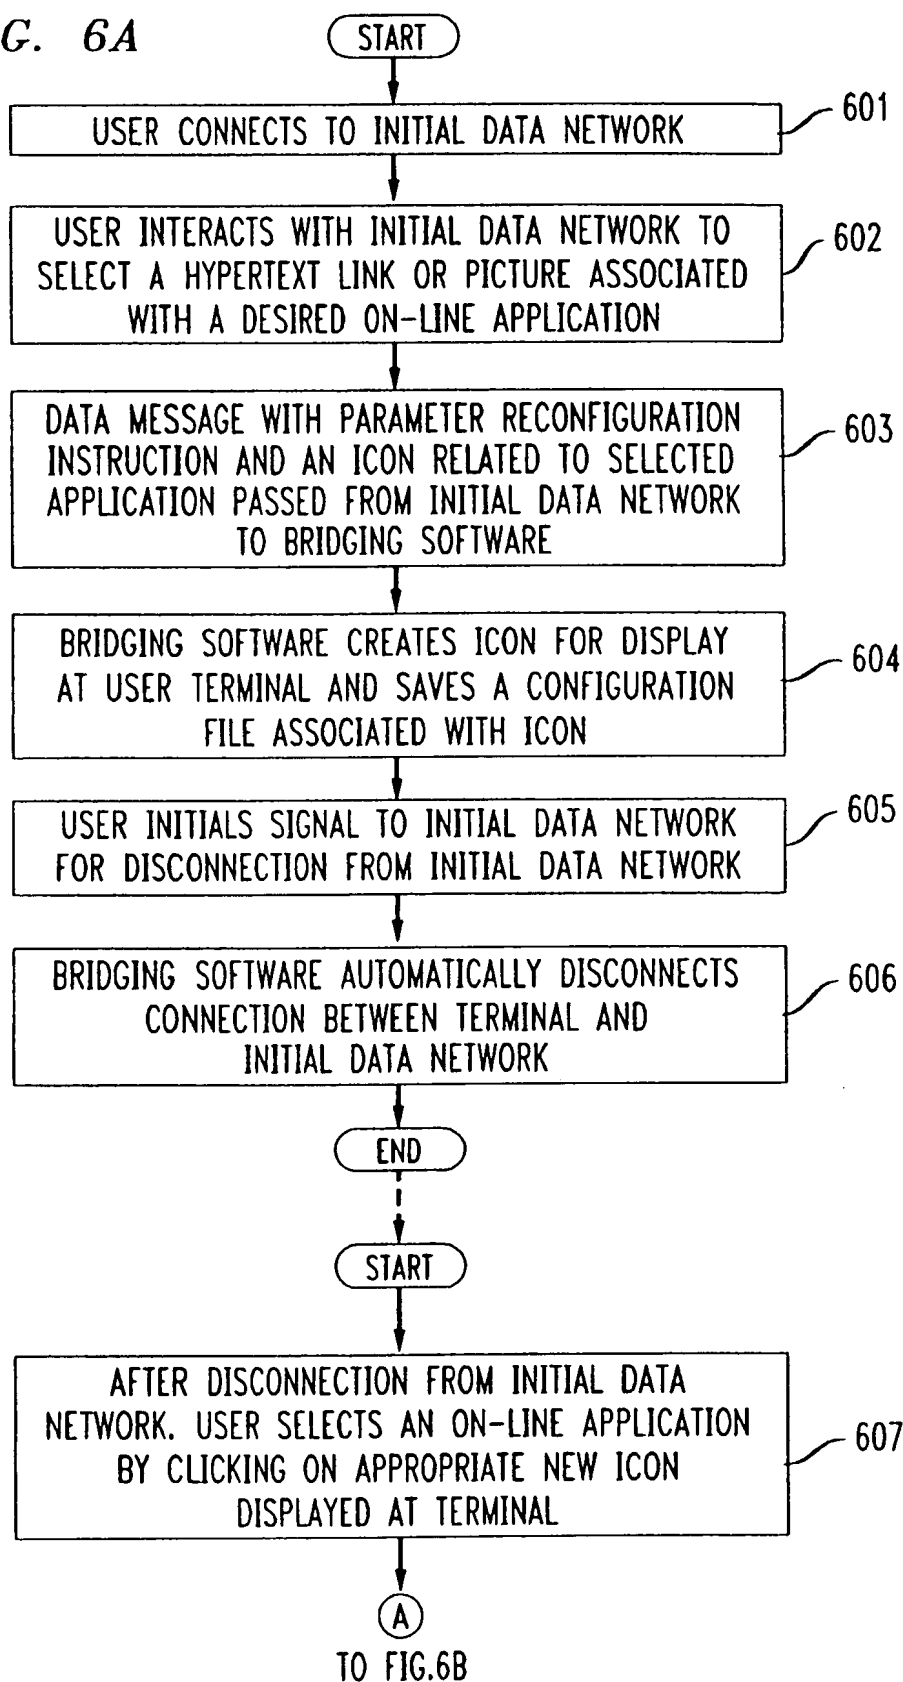 G. 6A
START
USER CONNECTS TO INITIAL DATA NETWORK
601
USER INTERACTS WITH INITIAL DATA NETWORK TO
SELECT A HYPERTEXT LINK OR PICTURE ASSOCIATED
WITH A DESIRED ON-LINE APPLICATION
602
DATA MESSAGE WITH PARAMETER RECONFIGURATION
INSTRUCTION AND AN ICON RELATED TO SELECTED
APPLICATION PASSED FROM INITIAL DATA NETWORK
TO BRIDGING SOFTWARE
603
BRIDGING SOFTWARE CREATES ICON FOR DISPLAY
AT USER TERMINAL AND SAVES A CONFIGURATION
FILE ASSOCIATED WITH ICON
604
USER INITIALS SIGNAL TO INITIAL DATA NETWORK
FOR DISCONNECTION FROM INITIAL DATA NETWORK
605
BRIDGING SOFTWARE AUTOMATICALLY DISCONNECTS
CONNECTION BETWEEN TERMINAL AND
INITIAL DATA NETWORK
606
END
START
AFTER DISCONNECTION FROM INITIAL DATA
NETWORK. USER SELECTS AN ON-LINE APPLICATION
BY CLICKING ON APPROPRIATE NEW ICON
DISPLAYED AT TERMINAL
607
A
TO FIG.6B